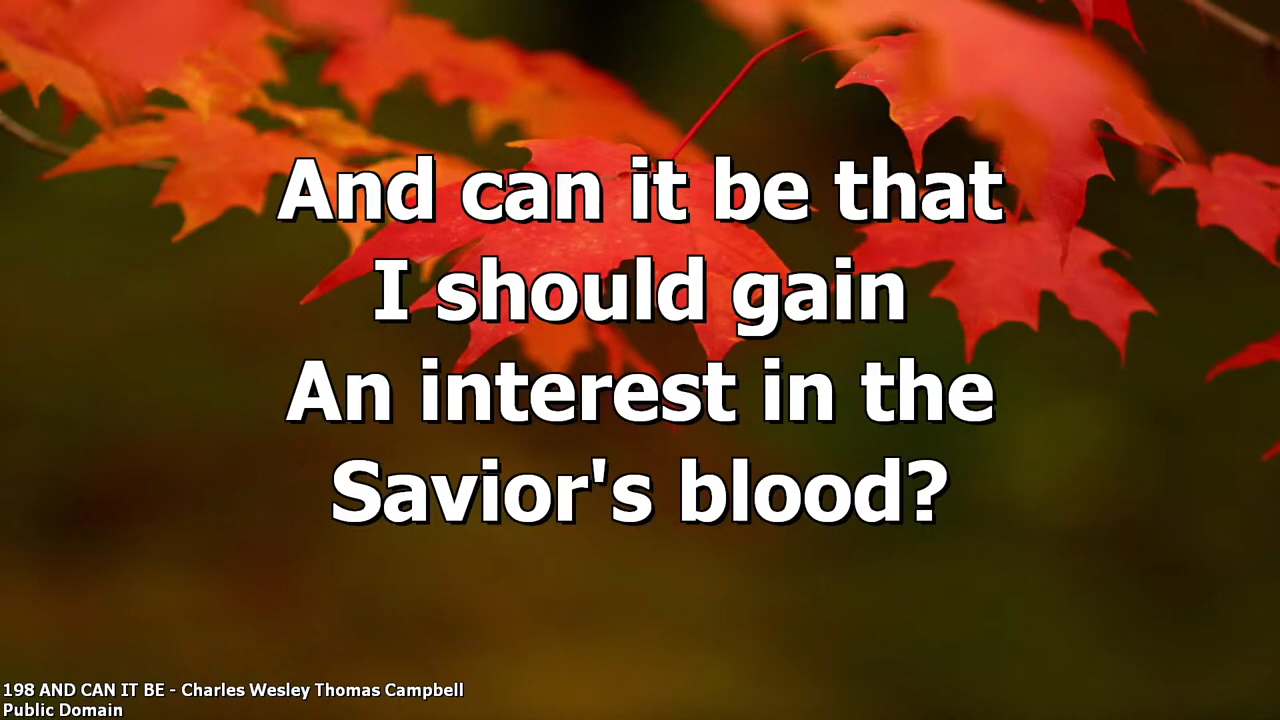 And can it be that
I should gain
An interest in the
Savior's blood?
198 AND CAN IT BE - Charles Wesley Thomas Campbell
Public Domain